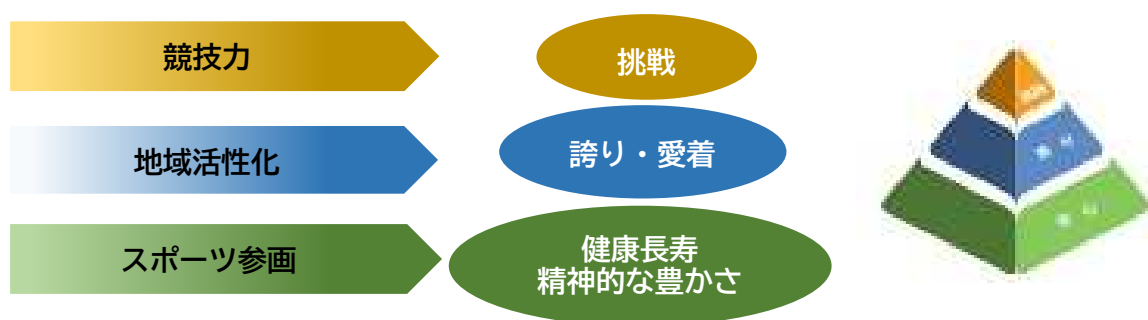 競技力
挑戦
地域活性化
誇り・愛着
スポーツ参画
健康長寿
精神的な豊かさ